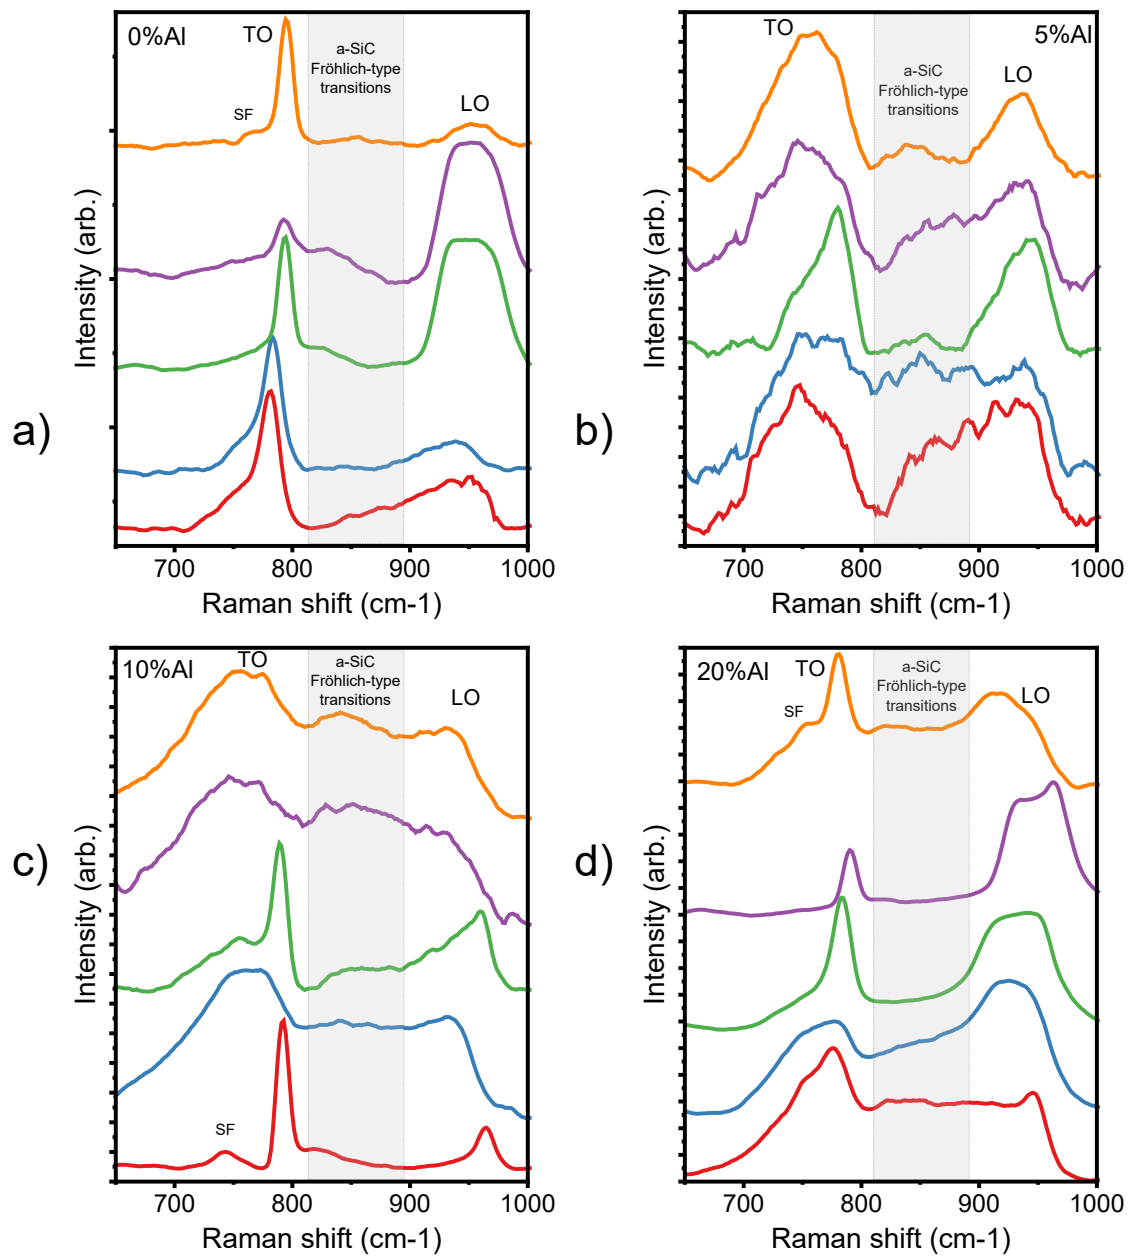 a)
0%Al
TO
a-SiC
Fröhlich-type
transitions
SF
LO
Intensity (arb.)
700 800 900 1000
Raman shift (cm-1)
b)
TO
5%Al
a-SiC
Fröhlich-type
transitions
LO
Intensity (arb.)
700 800 900 1000
Raman shift (cm-1)
c)
10%Al
TO
a-SiC
Fröhlich-type
transitions
LO
SF
Intensity (arb.)
700 800 900 1000
Raman shift (cm-1)
d)
20%Al
TO
a-SiC
Fröhlich-type
transitions
LO
SF
Intensity (arb.)
700 800 900 1000
Raman shift (cm-1)